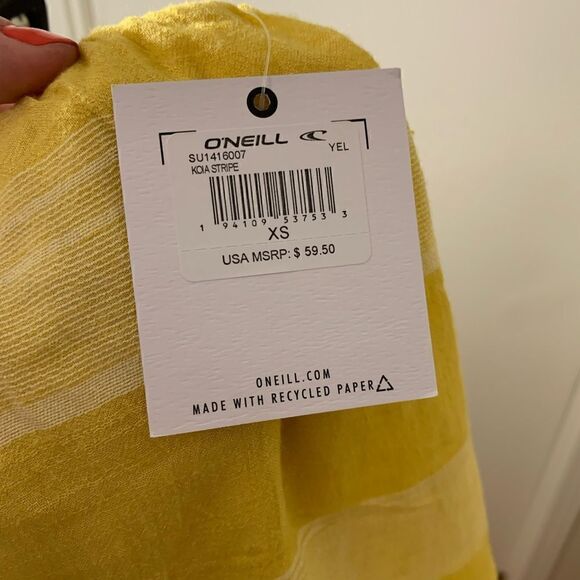 O'NEILL
SU1416007 YEL
KOIA STRIPE
1 94109 53753 3
XS
USA MSRP: $ 59.50
ONEILL.COM
MADE WITH RECYCLED PAPER